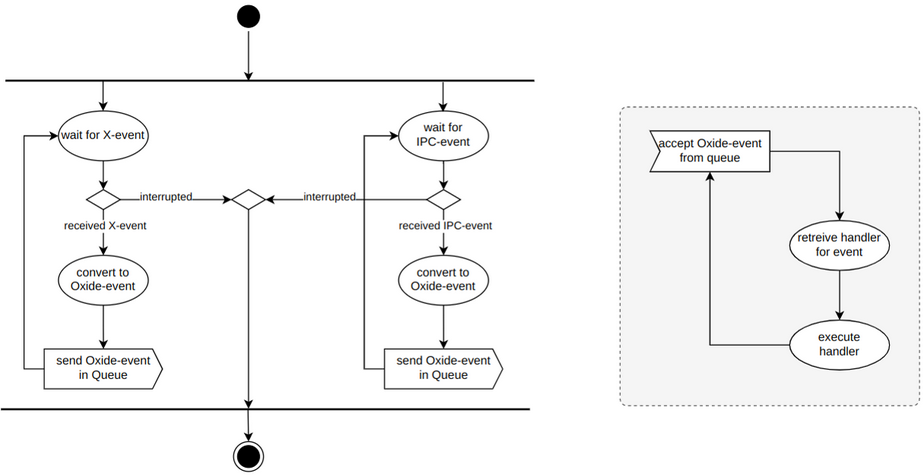 wait for X-event
interrupted
received X-event
convert to
Oxide-event
send Oxide-event
in Queue
wait for
IPC-event
interrupted
received IPC-event
convert to
Oxide-event
send Oxide-event
in Queue
accept Oxide-event
from queue
retreive handler
for event
execute
handler